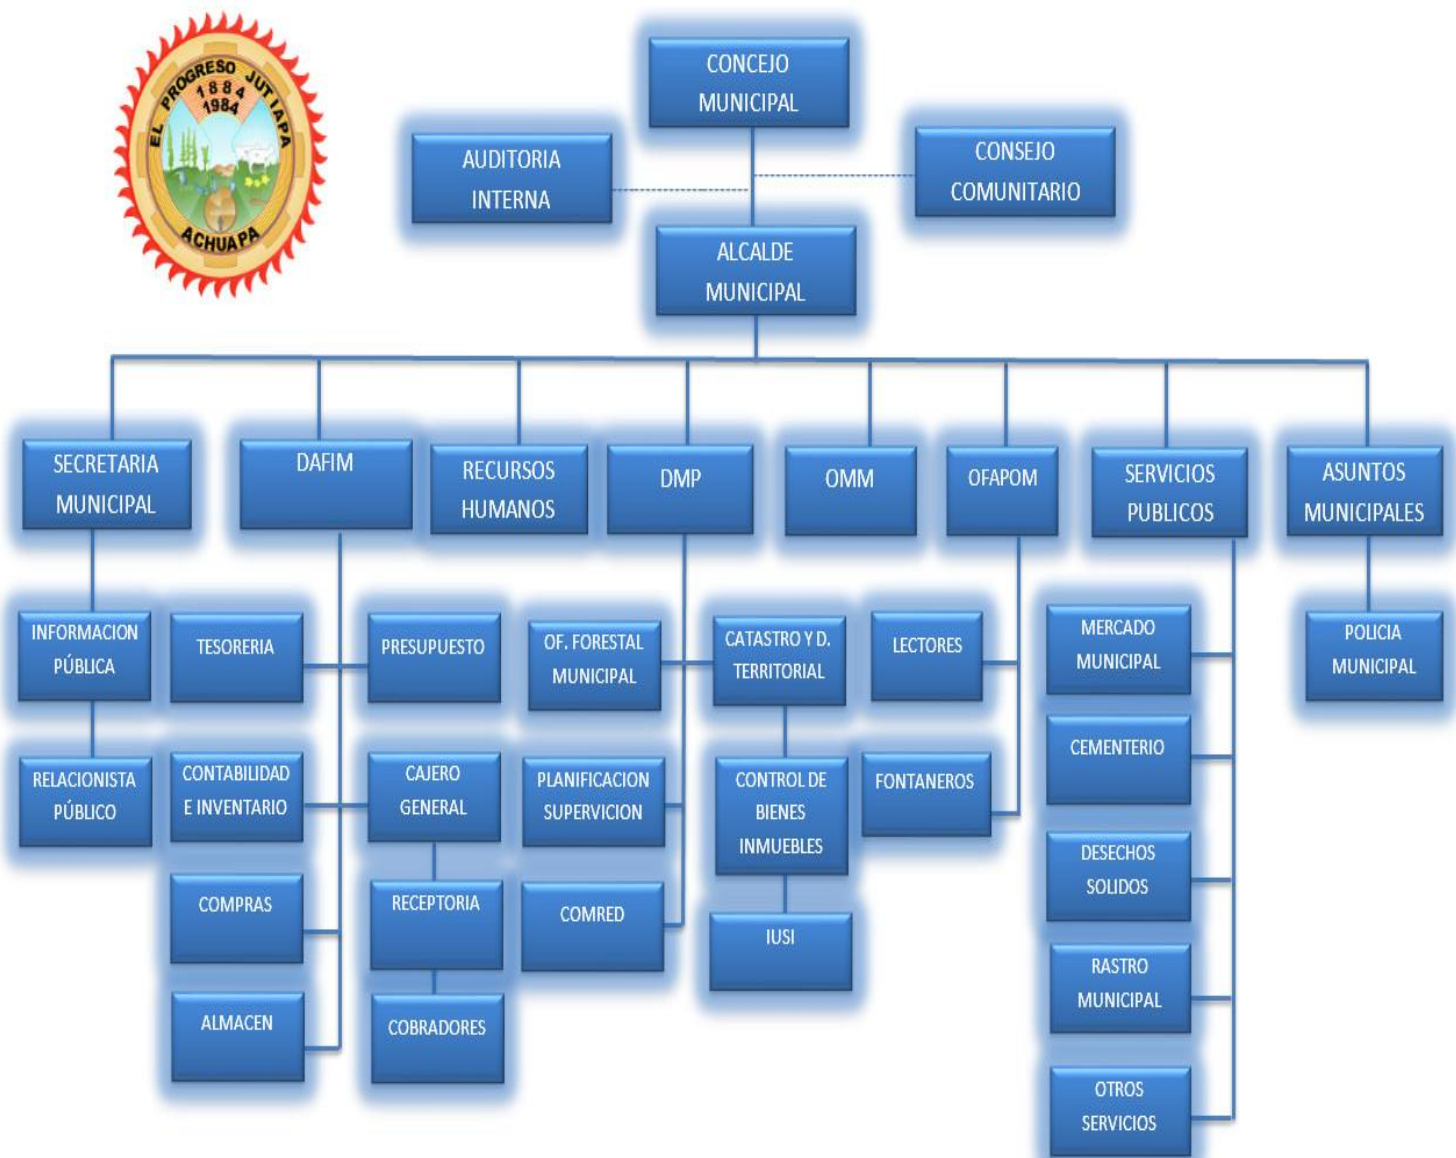 EL PROGRESO JUTIAPA
1884
1984
ACHUAPA
CONCEJO
MUNICIPAL
AUDITORIA
INTERNA
CONSEJO
COMUNITARIO
ALCALDE
MUNICIPAL
SECRETARIA
MUNICIPAL
DAFIM
RECURSOS
HUMANOS
DMP
OMM
OFAPOM
SERVICIOS
PUBLICOS
ASUNTOS
MUNICIPALES
INFORMACION
PÚBLICA
TESORERIA
PRESUPUESTO
OF. FORESTAL
MUNICIPAL
CATASTRO Y D.
TERRITORIAL
LECTORES
MERCADO
MUNICIPAL
POLICIA
MUNICIPAL
RELACIONISTA
PÚBLICO
CONTABILIDAD
E INVENTARIO
CAJERO
GENERAL
PLANIFICACION
SUPERVICION
CONTROL DE
BIENES
INMUEBLES
FONTANEROS
CEMENTERIO
COMPRAS
RECEPTORIA
COMRED
IUSI
DESECHOS
SOLIDOS
ALMACEN
COBRADORES
RASTRO
MUNICIPAL
OTROS
SERVICIOS